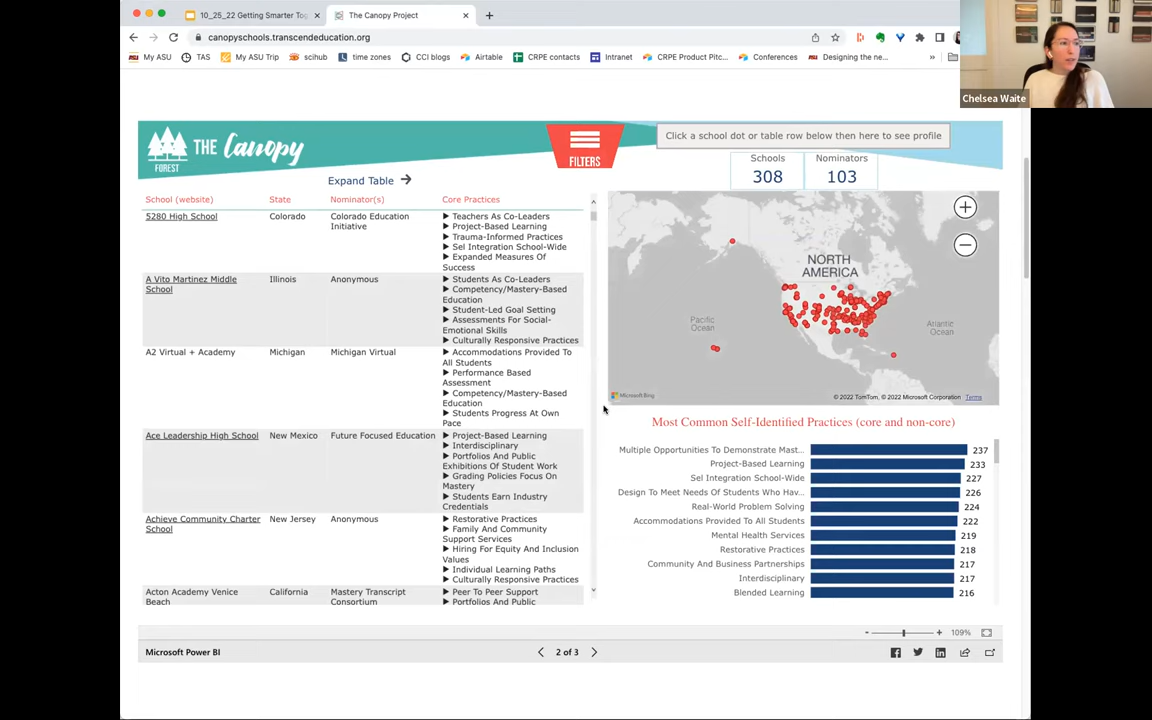 10_25_22 Getting Smarter To
The Canopy Project
canopyschools.transcendeducation.org
My ASU
TAS
My ASU Trip
scihub
time zones
CCI blogs
Airtable
CRPE contacts
Intranet
CRPE Product Pitc...
Conferences
Designing the ne...
Chelsea Waite
THE Canopy
FOREST
FILTERS
Click a school dot or table row below then here to see profile
Schools
308
Nominators
103
Expand Table
School (website) State Nominator(s) Core Practices
5280 High School Colorado Colorado Education Initiative
Teachers As Co-Leaders
Project-Based Learning
Trauma-Informed Practices
Sel Integration School-Wide
Expanded Measures Of
Success
A Vito Martinez Middle
School
Illinois
Anonymous
Students As Co-Leaders
Competency/Mastery-Based
Education
Student-Led Goal Setting
Assessments For Social-
Emotional Skills
Culturally Responsive Practices
A2 Virtual + Academy
Michigan
Michigan Virtual
Accommodations Provided To
All Students
Performance Based
Assessment
Competency/Mastery-Based
Education
Students Progress At Own
Pace
Ace Leadership High School
New Mexico
Future Focused Education
Project-Based Learning
Interdisciplinary
Portfolios And Public
Exhibitions Of Student Work
Grading Policies Focus On
Mastery
Students Earn Industry
Credentials
Achieve Community Charter
School
New Jersey
Anonymous
Restorative Practices
Family And Community
Support Services
Hiring For Equity And Inclusion
Values
Individual Learning Paths
Culturally Responsive Practices
Acton Academy Venice
Beach
California
Mastery Transcript
Consortium
Peer To Peer Support
Portfolios And Public
NORTH
AMERICA
Pacific
Ocean
Atlantic
Ocean
Microsoft Bing
© 2022 TomTom, © 2022 Microsoft Corporation Terms
Most Common Self-Identified Practices (core and non-core)
Multiple Opportunities To Demonstrate Mast... 237
Project-Based Learning 233
Sel Integration School-Wide 227
Design To Meet Needs Of Students Who Hav... 226
Real-World Problem Solving 224
Accommodations Provided To All Students 222
Mental Health Services 219
Restorative Practices 218
Community And Business Partnerships 217
Interdisciplinary 217
Blended Learning 216
- + 109%
Microsoft Power BI
2 of 3